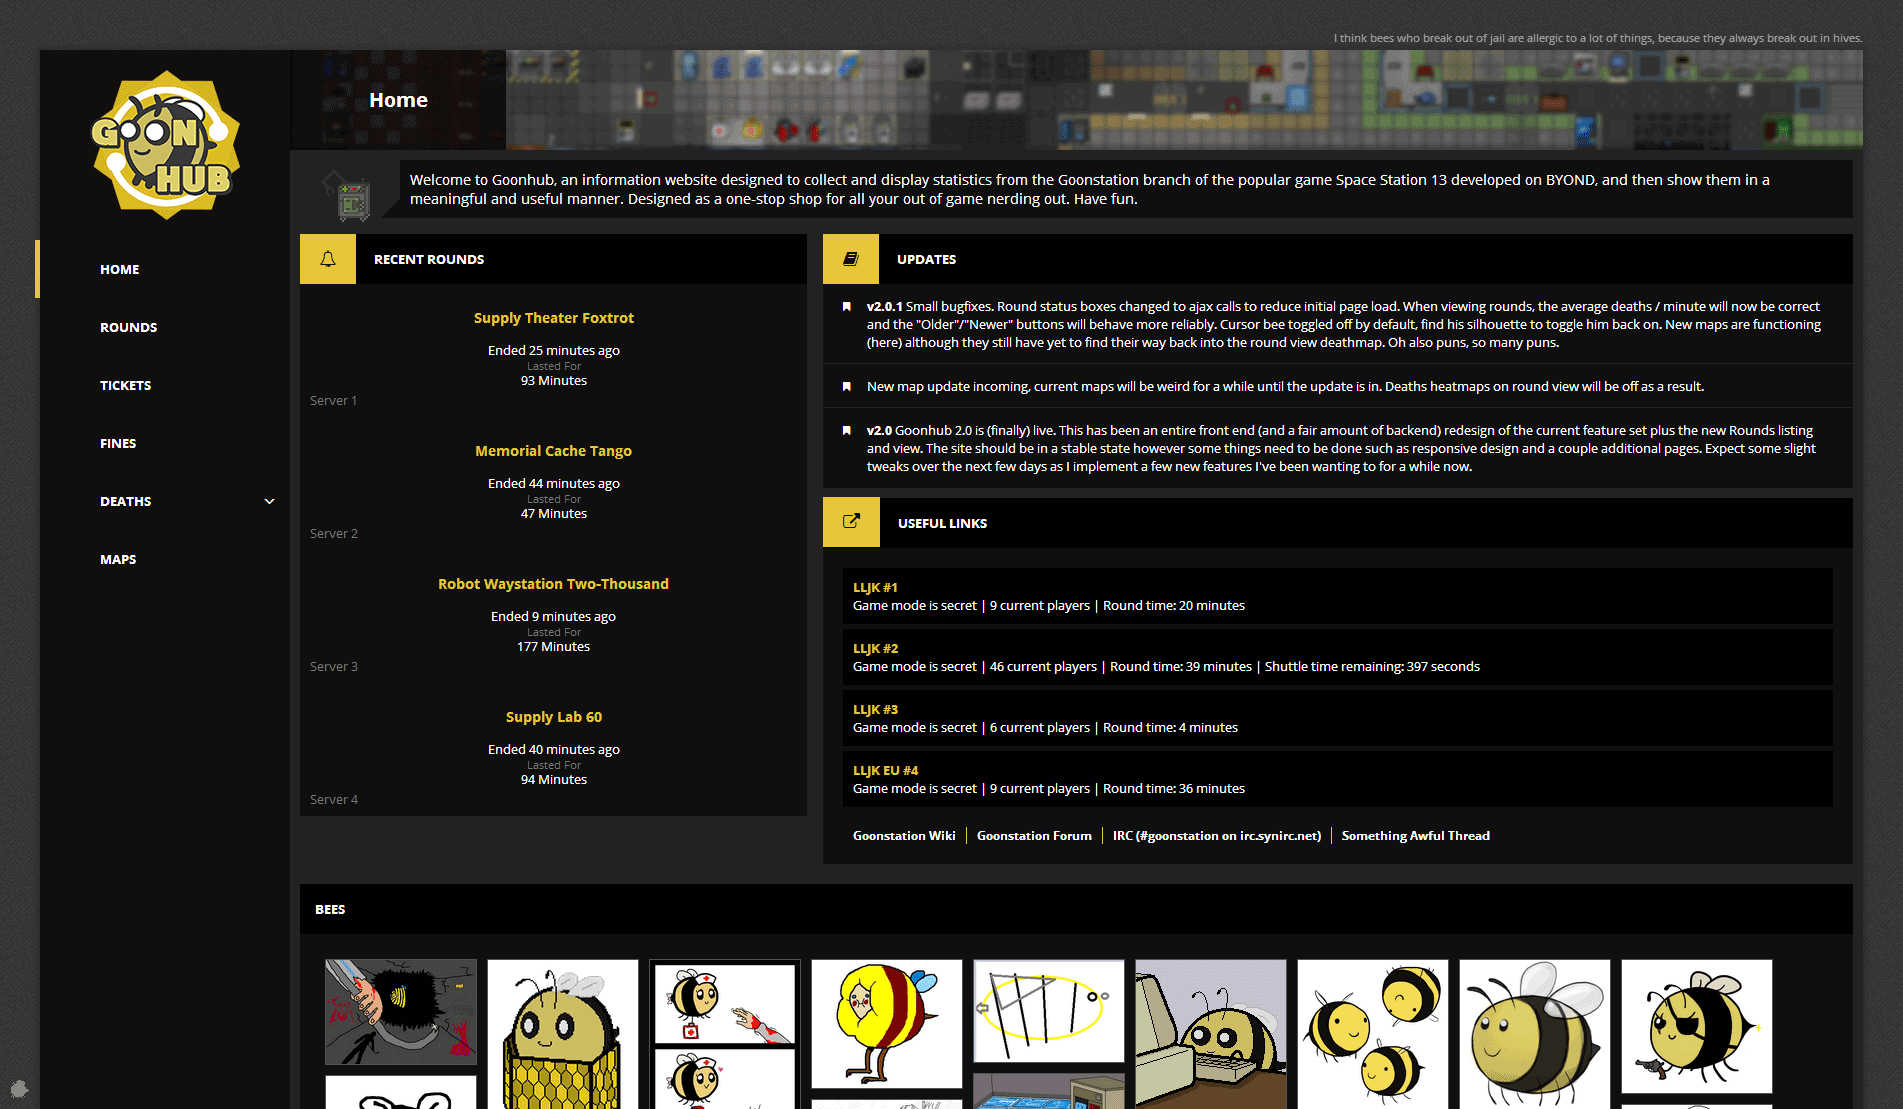 I think bees who break out of jail are allergic to a lot of things, because they always break out in hives.
GOON
HUB
Home
HOME
ROUNDS
TICKETS
FINES
DEATHS
MAPS
Welcome to Goonhub, an information website designed to collect and display statistics from the Goonstation branch of the popular game Space Station 13 developed on BYOND, and then show them in a
meaningful and useful manner. Designed as a one-stop shop for all your out of game nerding out. Have fun.
RECENT ROUNDS
Supply Theater Foxtrot
Ended 25 minutes ago
Lasted For
93 Minutes
Server 1
Memorial Cache Tango
Ended 44 minutes ago
Lasted For
47 Minutes
Server 2
Robot Waystation Two-Thousand
Ended 9 minutes ago
Lasted For
177 Minutes
Server 3
Supply Lab 60
Ended 40 minutes ago
Lasted For
94 Minutes
Server 4
UPDATES
v2.0.1 Small bugfixes. Round status boxes changed to ajax calls to reduce initial page load. When viewing rounds, the average deaths / minute will now be correct
and the "Older"/"Newer" buttons will behave more reliably. Cursor bee toggled off by default, find his silhouette to toggle him back on. New maps are functioning
(here) although they still have yet to find their way back into the round view deathmap. Oh also puns, so many puns.
New map update incoming, current maps will be weird for a while until the update is in. Deaths heatmaps on round view will be off as a result.
v2.0 Goonhub 2.0 is (finally) live. This has been an entire front end (and a fair amount of backend) redesign of the current feature set plus the new Rounds listing
and view. The site should be in a stable state however some things need to be done such as responsive design and a couple additional pages. Expect some slight
tweaks over the next few days as I implement a few new features I've been wanting to for a while now.
USEFUL LINKS
LLJK #1
Game mode is secret | 9 current players | Round time: 20 minutes
LLJK #2
Game mode is secret | 46 current players | Round time: 39 minutes | Shuttle time remaining: 397 seconds
LLJK #3
Game mode is secret | 6 current players | Round time: 4 minutes
LLJK EU #4
Game mode is secret | 9 current players | Round time: 36 minutes
Goonstation Wiki
Goonstation Forum
IRC (#goonstation on irc.synirc.net)
Something Awful Thread
BEES